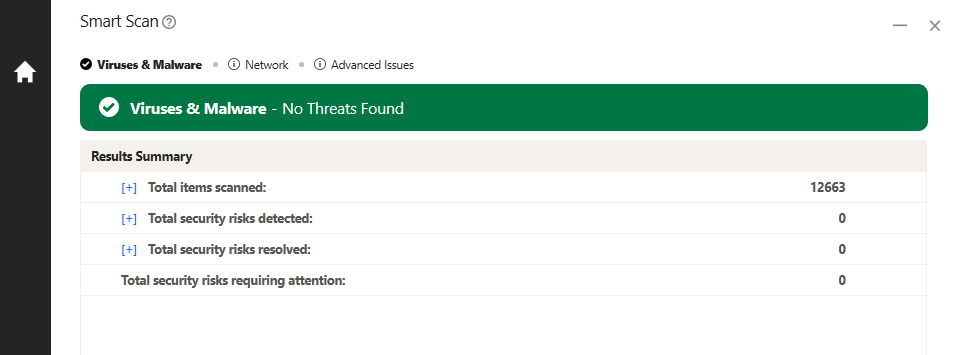 Smart Scan
Viruses & Malware Network Advanced Issues
Viruses & Malware - No Threats Found
Results Summary
[+] Total items scanned: 12663
[+] Total security risks detected: 0
[+] Total security risks resolved: 0
Total security risks requiring attention: 0